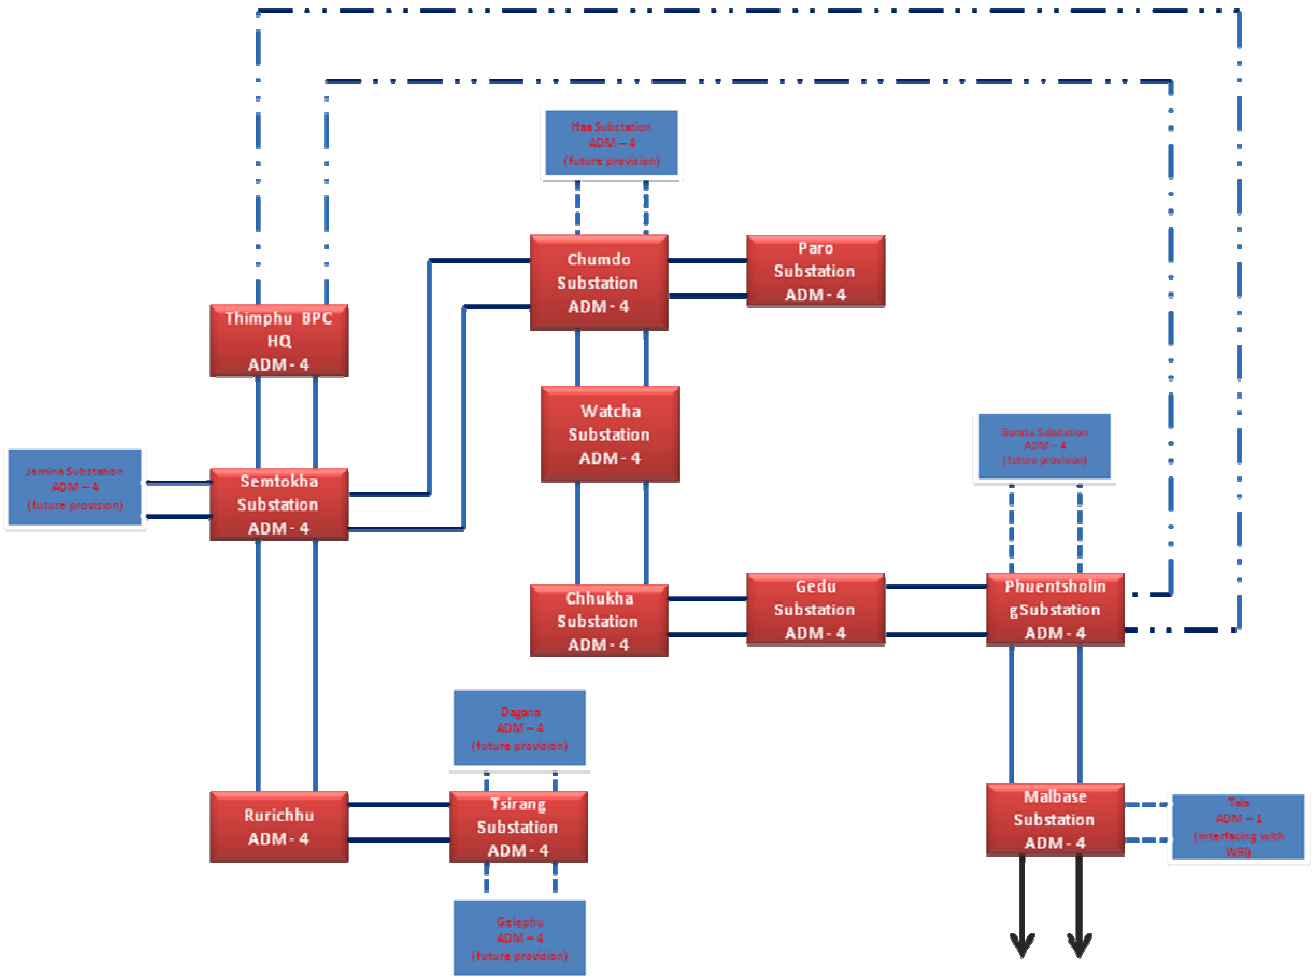 Haa Substation
ADM – 4
(future provision)
Chumdo
Substation
ADM - 4
Paro
Substation
ADM - 4
Thimphu BPC
HQ
ADM - 4
Watcha
Substation
ADM - 4
Gomtu Substation
ADM – 4
(future provision)
Jemina Substation
ADM – 4
(future provision)
Semtokha
Substation
ADM - 4
Chhukha
Substation
ADM - 4
Gedu
Substation
ADM - 4
Phuentsholin
gSubstation
ADM - 4
Dagana
ADM – 4
(future provision)
Rurichhu
ADM - 4
Tsirang
Substation
ADM - 4
Malbase
Substation
ADM - 4
Tala
ADM – 1
(Interfacing with
WRI)
Gelephu
ADM – 4
(future provision)